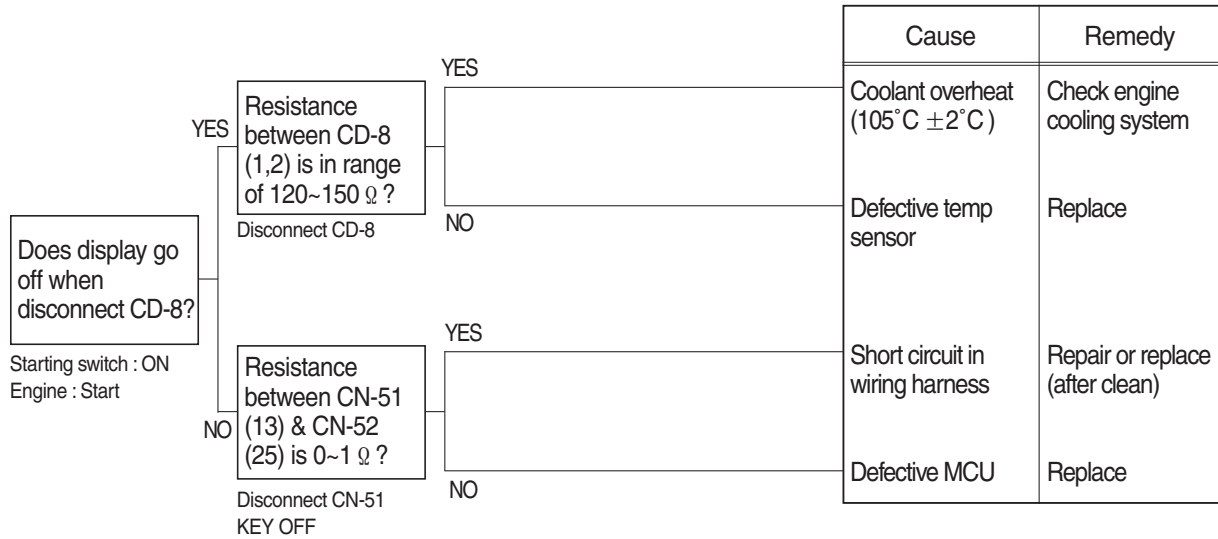 Does display go
off when
disconnect CD-8?
Starting switch : ON
Engine : Start
YES
Resistance
between CD-8
(1,2) is in range
of 120~150 Ω ?
Disconnect CD-8
NO
Resistance
between CN-51
(13) & CN-52
(25) is 0~1 Ω ?
Disconnect CN-51
KEY OFF
YES
NO
YES
NO
Cause
Remedy
Coolant overheat
(105˚C ±2˚C )
Check engine
cooling system
Defective temp
sensor
Replace
Short circuit in
wiring harness
Repair or replace
(after clean)
Defective MCU
Replace